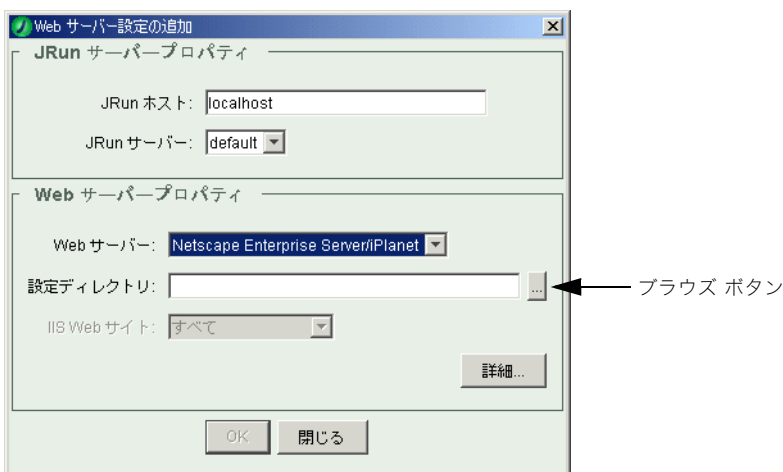 Web サーバー設定の追加
JRun サーバープロパティ
JRun ホスト: localhost
JRun サーバー: default
Web サーバープロパティ
Web サーバー: Netscape Enterprise Server/iPlanet
設定ディレクトリ: ...
ブラウズ ボタン
IIS Web サイト: すべて
詳細...
OK 閉じる